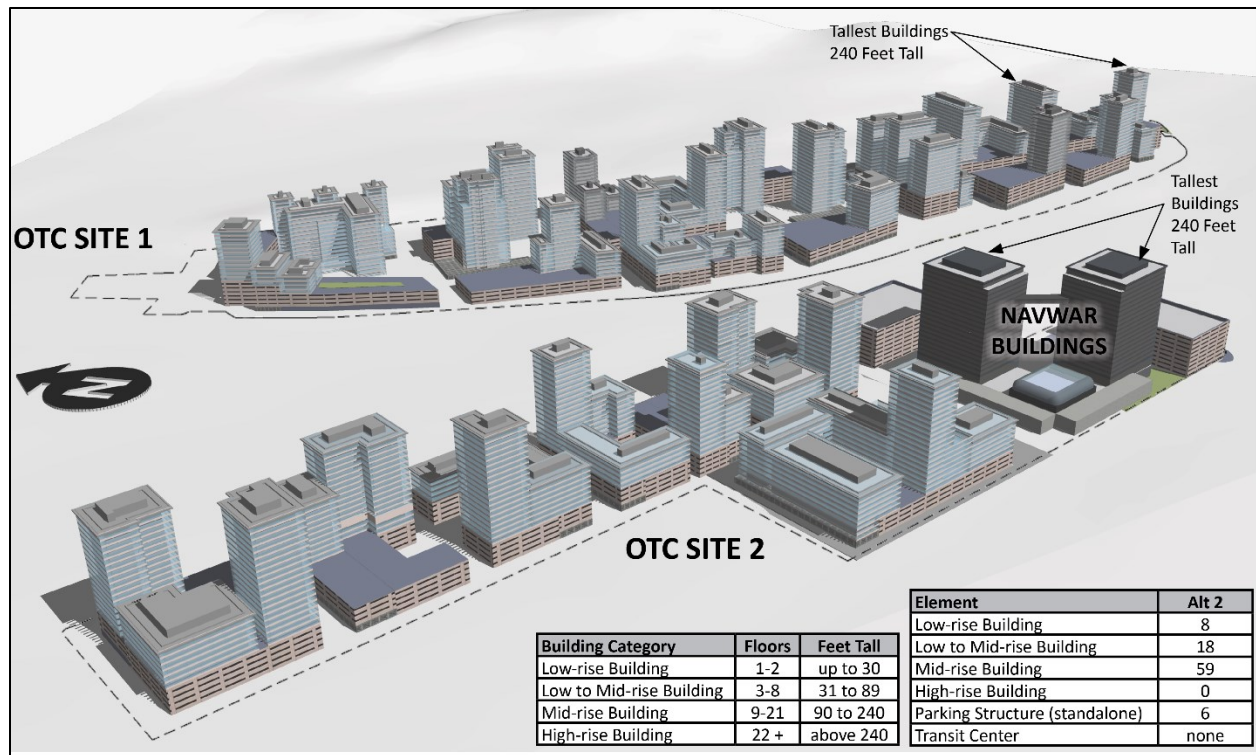 Tallest Buildings
240 Feet Tall
Tallest
Buildings
240 Feet
Tall
OTC SITE 1
NAVWAR
BUILDINGS
N
OTC SITE 2
Building Category Floors Feet Tall
Low-rise Building 1-2 up to 30
Low to Mid-rise Building 3-8 31 to 89
Mid-rise Building 9-21 90 to 240
High-rise Building 22 + above 240
Element Alt 2
Low-rise Building 8
Low to Mid-rise Building 18
Mid-rise Building 59
High-rise Building 0
Parking Structure (standalone) 6
Transit Center none